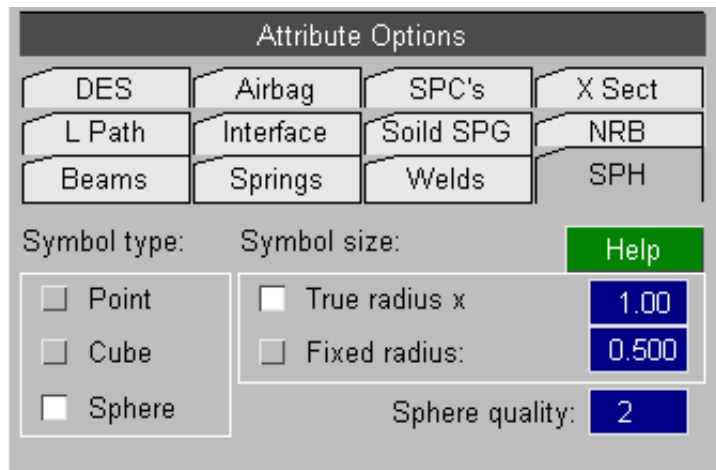 Attribute Options
DES Airbag SPC's X Sect
L Path Interface Soild SPG NRB
Beams Springs Welds SPH
Symbol type: Symbol size: Help
Point True radius x 1.00
Cube Fixed radius: 0.500
Sphere Sphere quality: 2